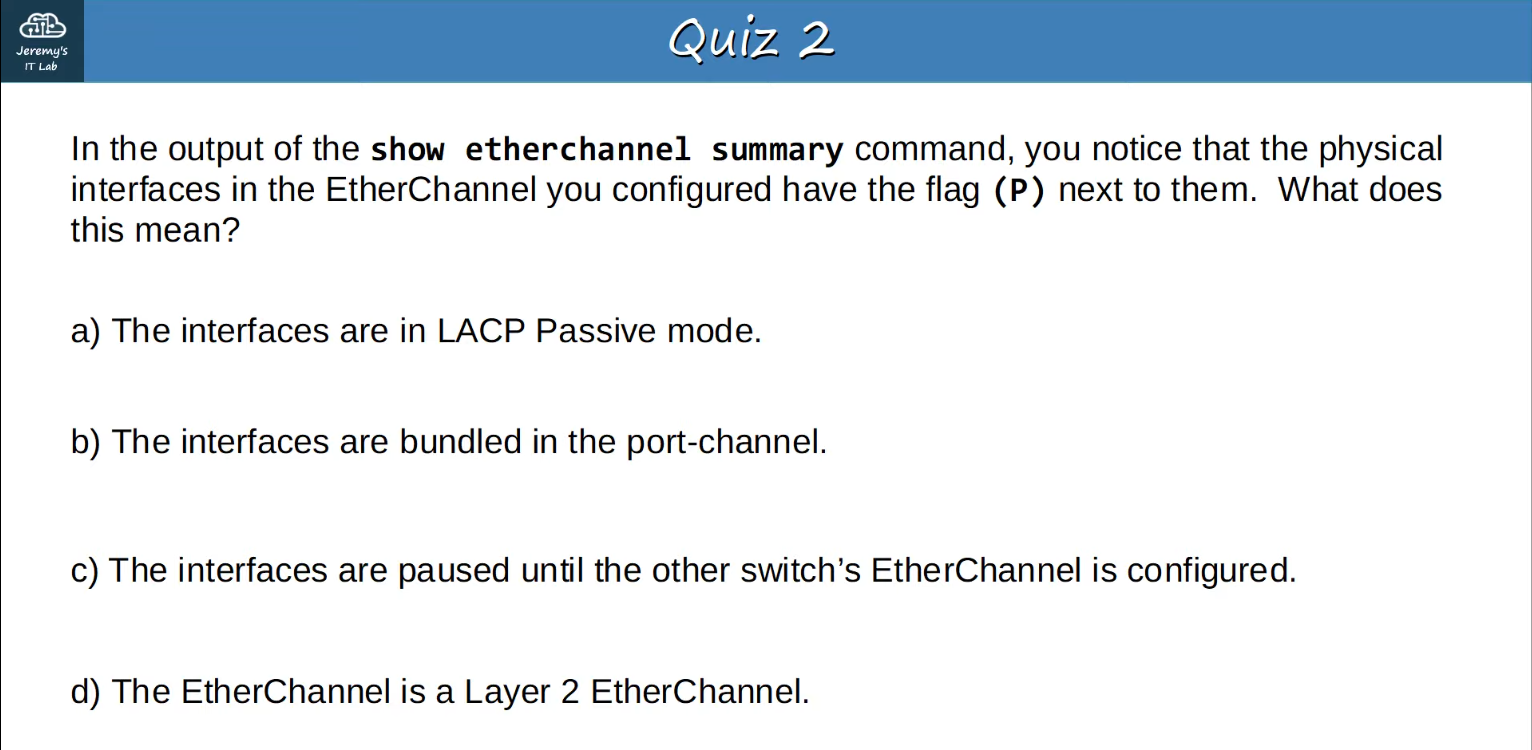 Jeremy's
IT Lab
Quiz 2
In the output of the show etherchannel summary command, you notice that the physical
interfaces in the EtherChannel you configured have the flag (P) next to them.  What does
this mean?
a) The interfaces are in LACP Passive mode.
b) The interfaces are bundled in the port-channel.
c) The interfaces are paused until the other switch’s EtherChannel is configured.
d) The EtherChannel is a Layer 2 EtherChannel.